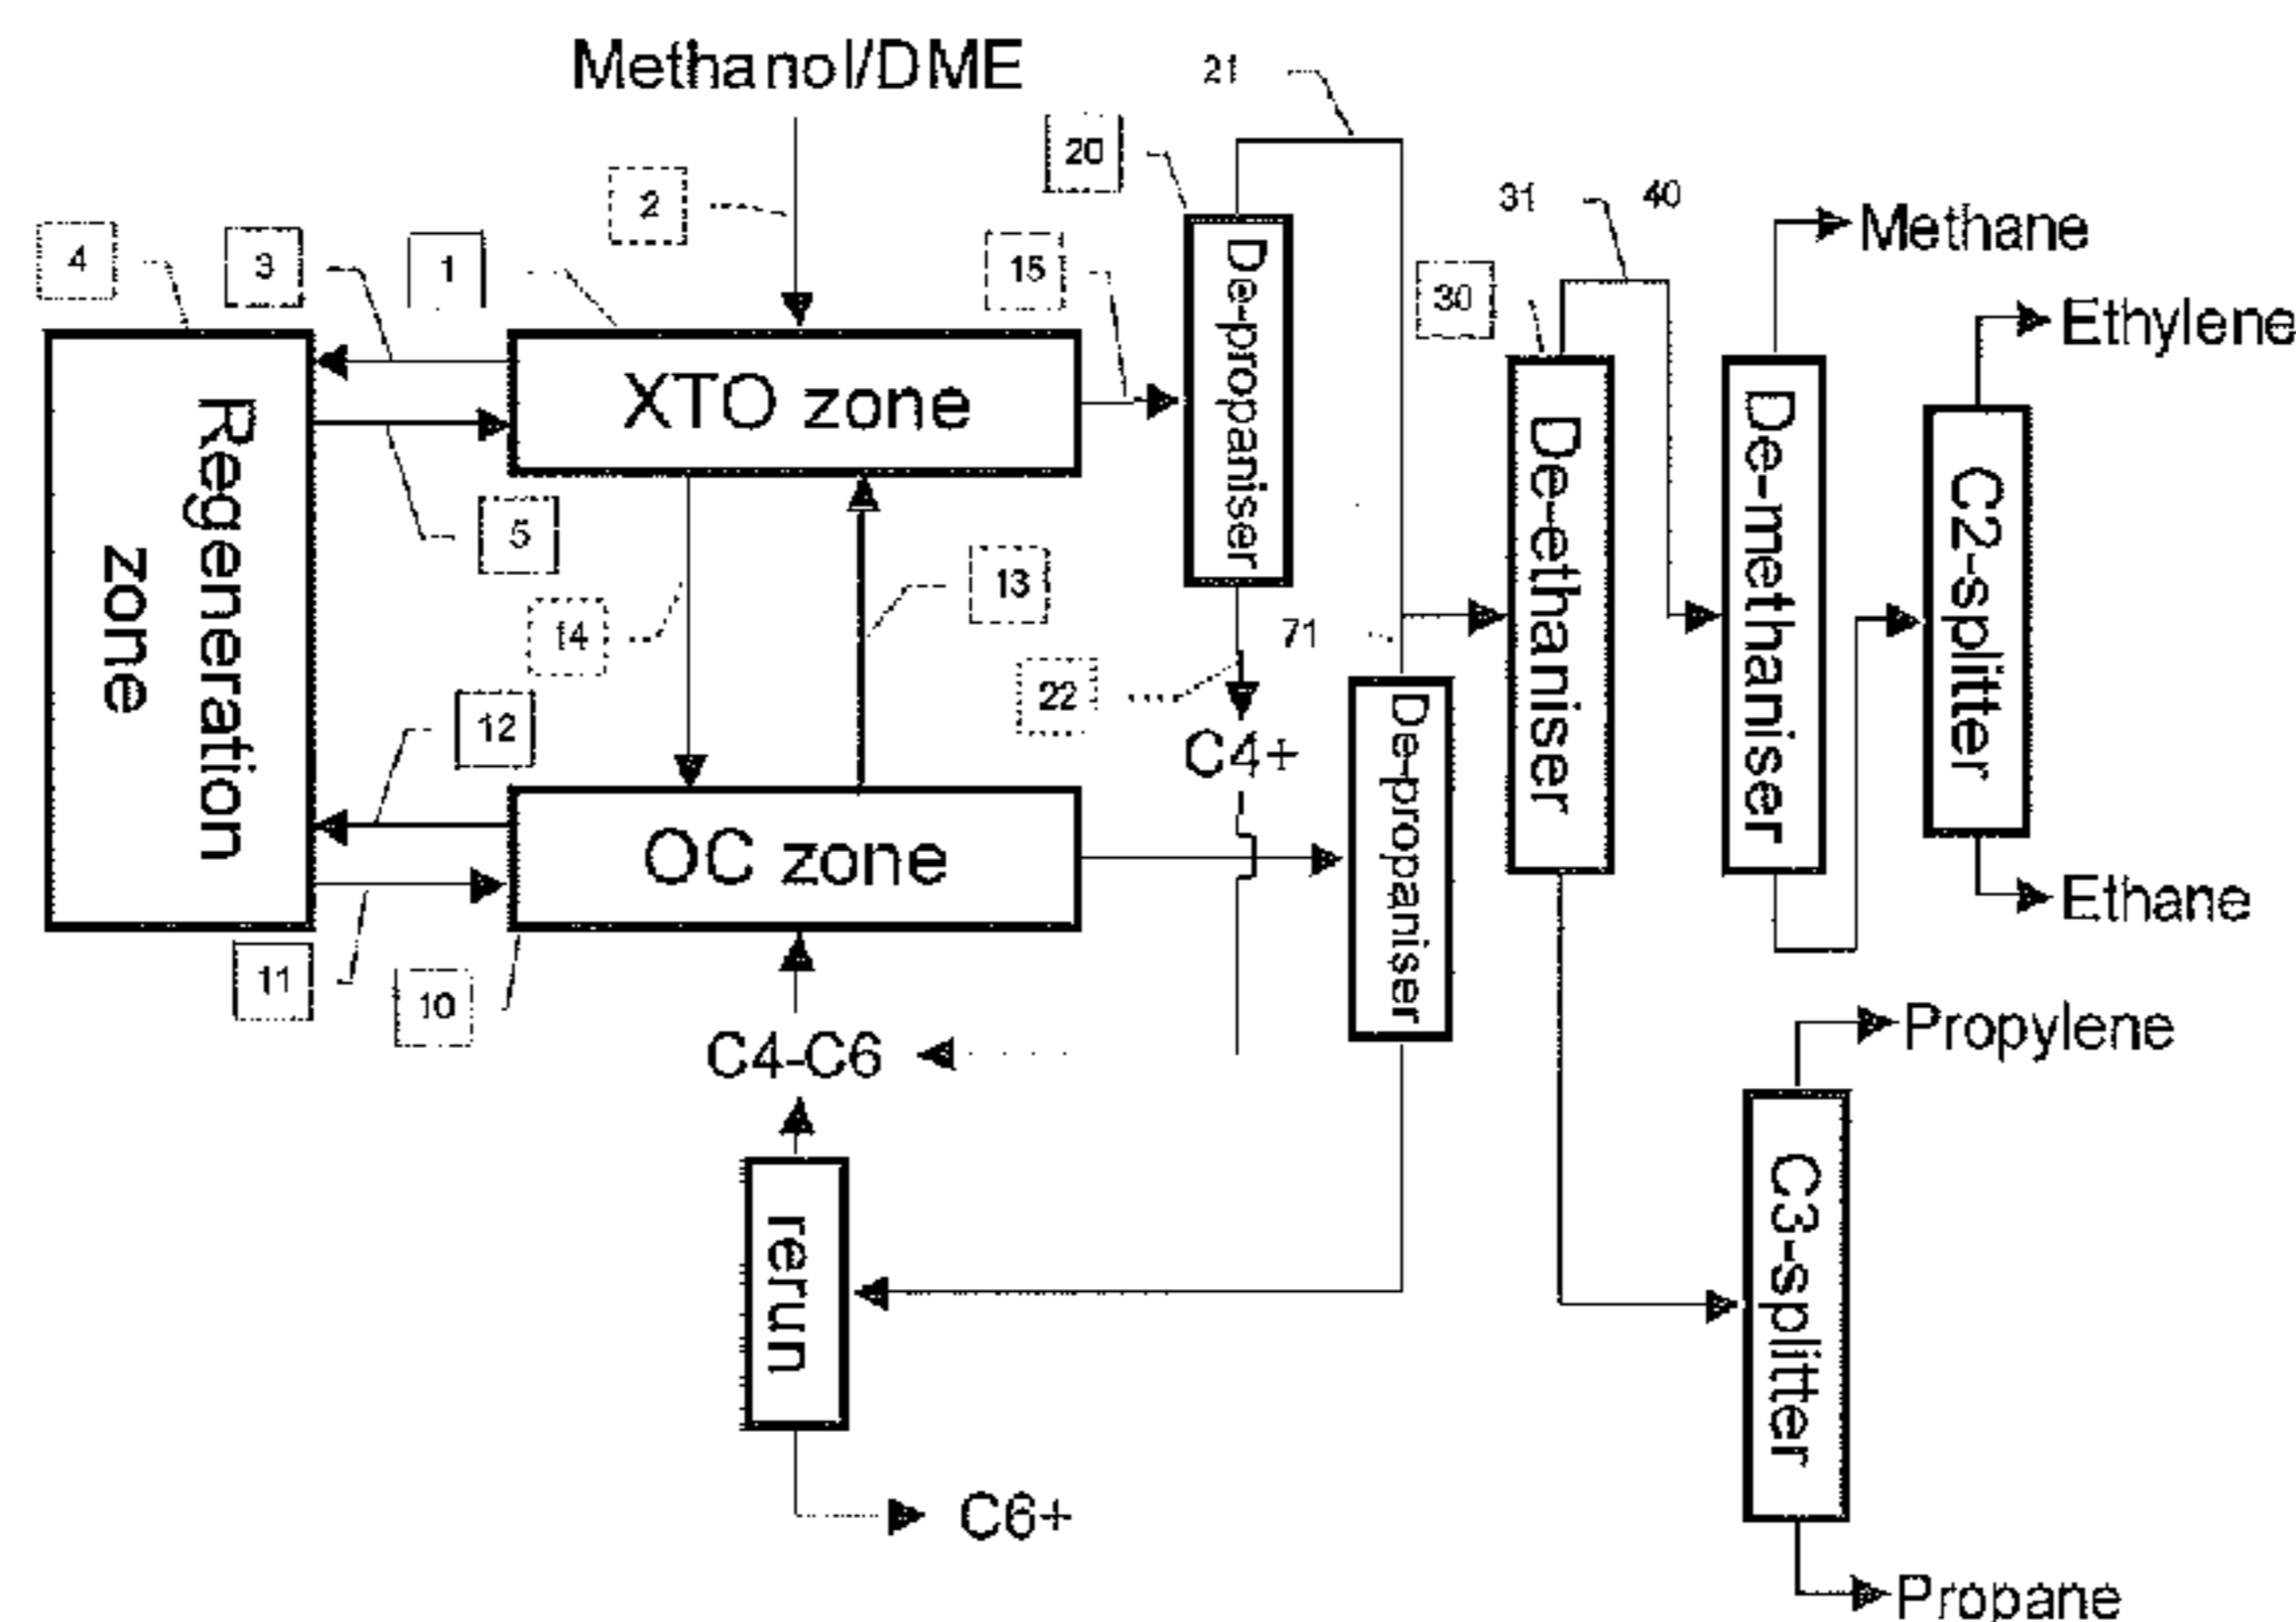 Methanol/DME
21
20
2
31
40
Methane
4
3
1
15
30
Ethylene
De-propaniser
XTO zone
Regeneration
zone
De-ethaniser
De-methaniser
C2-splitter
5
13
14
71
22
12
C4+
De-propaniser
OC zone
Ethane
11
10
C4-C6
Propylene
rerun
C3-splitter
C6+
Propane